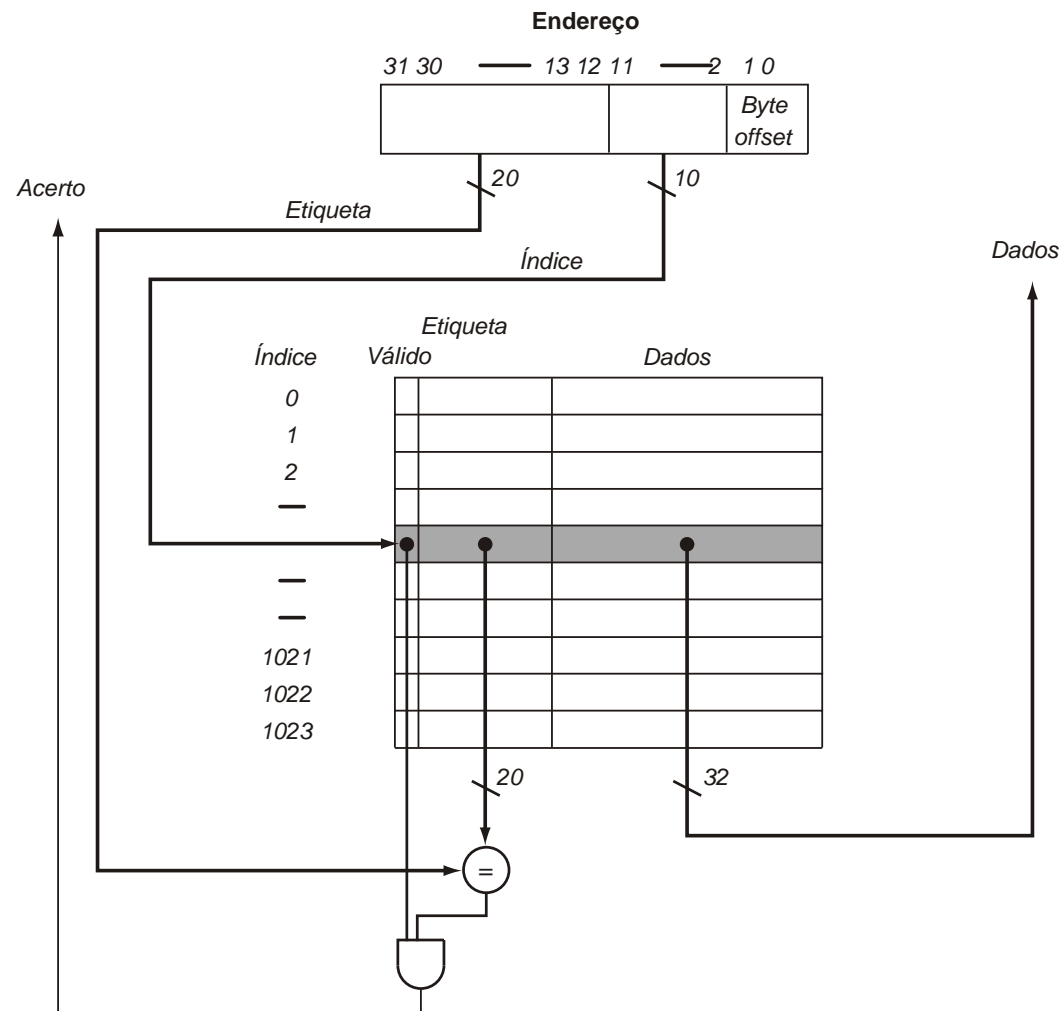 Endereço
31 30 13 12 11 2 1 0
Byte
offset
20 10
Acerto
Etiqueta
Índice
Dados
Etiqueta
Índice Válido Dados
0
1
2
1021
1022
1023
20 32
=